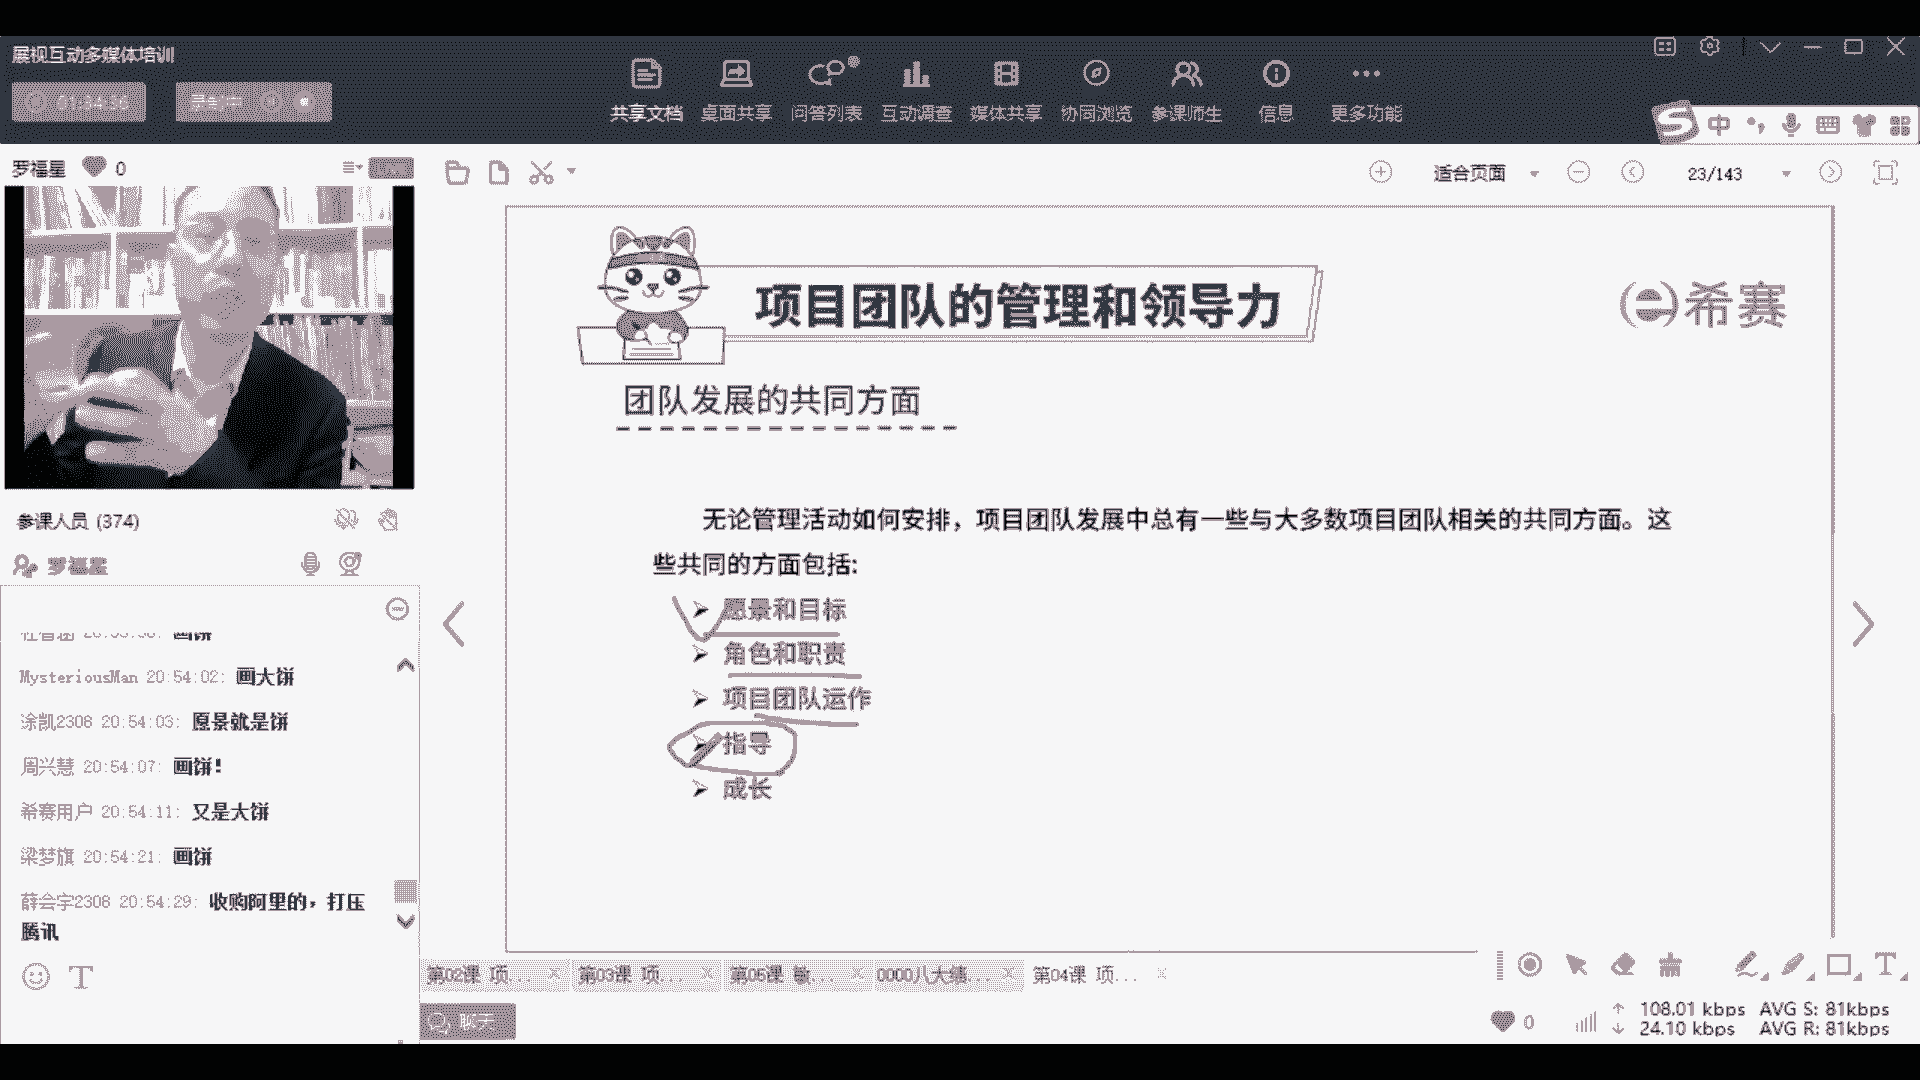 展视互动多媒体培训
01:34:36
录制中
共享文档 桌面共享 问答列表 互动调查 媒体共享 协同浏览 参课师生 信息 更多功能
中
罗福星 0
适合页面 23/143
项目团队的管理和领导力
希赛
团队发展的共同方面
无论管理活动如何安排，项目团队发展中总有一些与大多数项目团队相关的共同方面。这
些共同的方面包括:
愿景和目标
角色和职责
项目团队运作
指导
成长
参课人员 (374)
罗福星
画饼
MysteriousMan 20:54:02: 画大饼
涂凯2308 20:54:03: 愿景就是饼
周兴慧 20:54:07: 画饼!
希赛用户 20:54:11: 又是大饼
梁梦旗 20:54:21: 画饼
薛会宇2308 20:54:29: 收购阿里的，打压
腾讯
第02课 项... 第03课 项... 第05课 敏... 0000八大绩... 第04课 项...
聊天
0
108.01 kbps AVG S: 81kbps
24.10 kbps AVG R: 81kbps